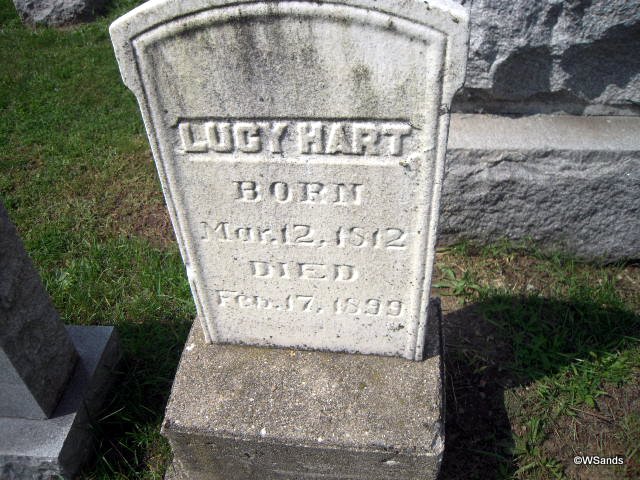 LUCY HART
BORN
Mar. 12, 1812
DIED
Feb. 17, 1899
©WSands